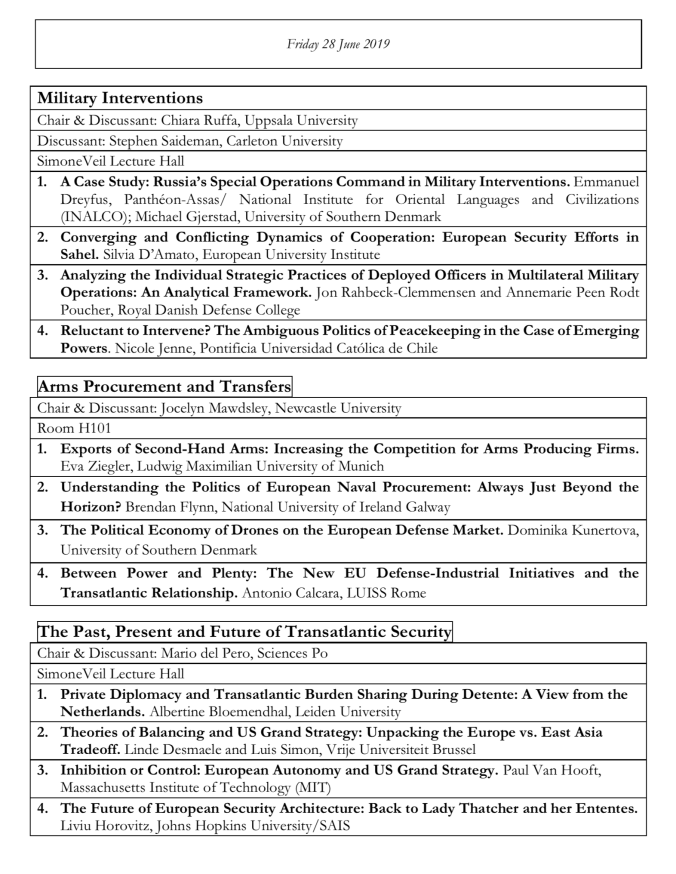 Friday 28 June 2019
Military Interventions
Chair & Discussant: Chiara Ruffa, Uppsala University
Discussant: Stephen Saideman, Carleton University
SimoneVeil Lecture Hall
1. A Case Study: Russia's Special Operations Command in Military Interventions. Emmanuel
Dreyfus, Panthéon-Assas/ National Institute for Oriental Languages and Civilizations
(INALCO); Michael Gjerstad, University of Southern Denmark
2. Converging and Conflicting Dynamics of Cooperation: European Security Efforts in
Sahel. Silvia D'Amato, European University Institute
3. Analyzing the Individual Strategic Practices of Deployed Officers in Multilateral Military
Operations: An Analytical Framework. Jon Rahbeck-Clemmensen and Annemarie Peen Rodt
Poucher, Royal Danish Defense College
4. Reluctant to Intervene? The Ambiguous Politics of Peacekeeping in the Case of Emerging
Powers. Nicole Jenne, Pontificia Universidad Católica de Chile
Arms Procurement and Transfers
Chair & Discussant: Jocelyn Mawdsley, Newcastle University
Room H101
1. Exports of Second-Hand Arms: Increasing the Competition for Arms Producing Firms.
Eva Ziegler, Ludwig Maximilian University of Munich
2. Understanding the Politics of European Naval Procurement: Always Just Beyond the
Horizon? Brendan Flynn, National University of Ireland Galway
3. The Political Economy of Drones on the European Defense Market. Dominika Kunertova,
University of Southern Denmark
4. Between Power and Plenty: The New EU Defense-Industrial Initiatives and the
Transatlantic Relationship. Antonio Calcara, LUISS Rome
The Past, Present and Future of Transatlantic Security
Chair & Discussant: Mario del Pero, Sciences Po
SimoneVeil Lecture Hall
1. Private Diplomacy and Transatlantic Burden Sharing During Detente: A View from the
Netherlands. Albertine Bloemendhal, Leiden University
2. Theories of Balancing and US Grand Strategy: Unpacking the Europe vs. East Asia
Tradeoff. Linde Desmaele and Luis Simon, Vrije Universiteit Brussel
3. Inhibition or Control: European Autonomy and US Grand Strategy. Paul Van Hooft,
Massachusetts Institute of Technology (MIT)
4. The Future of European Security Architecture: Back to Lady Thatcher and her Ententes.
Liviu Horovitz, Johns Hopkins University/SAIS